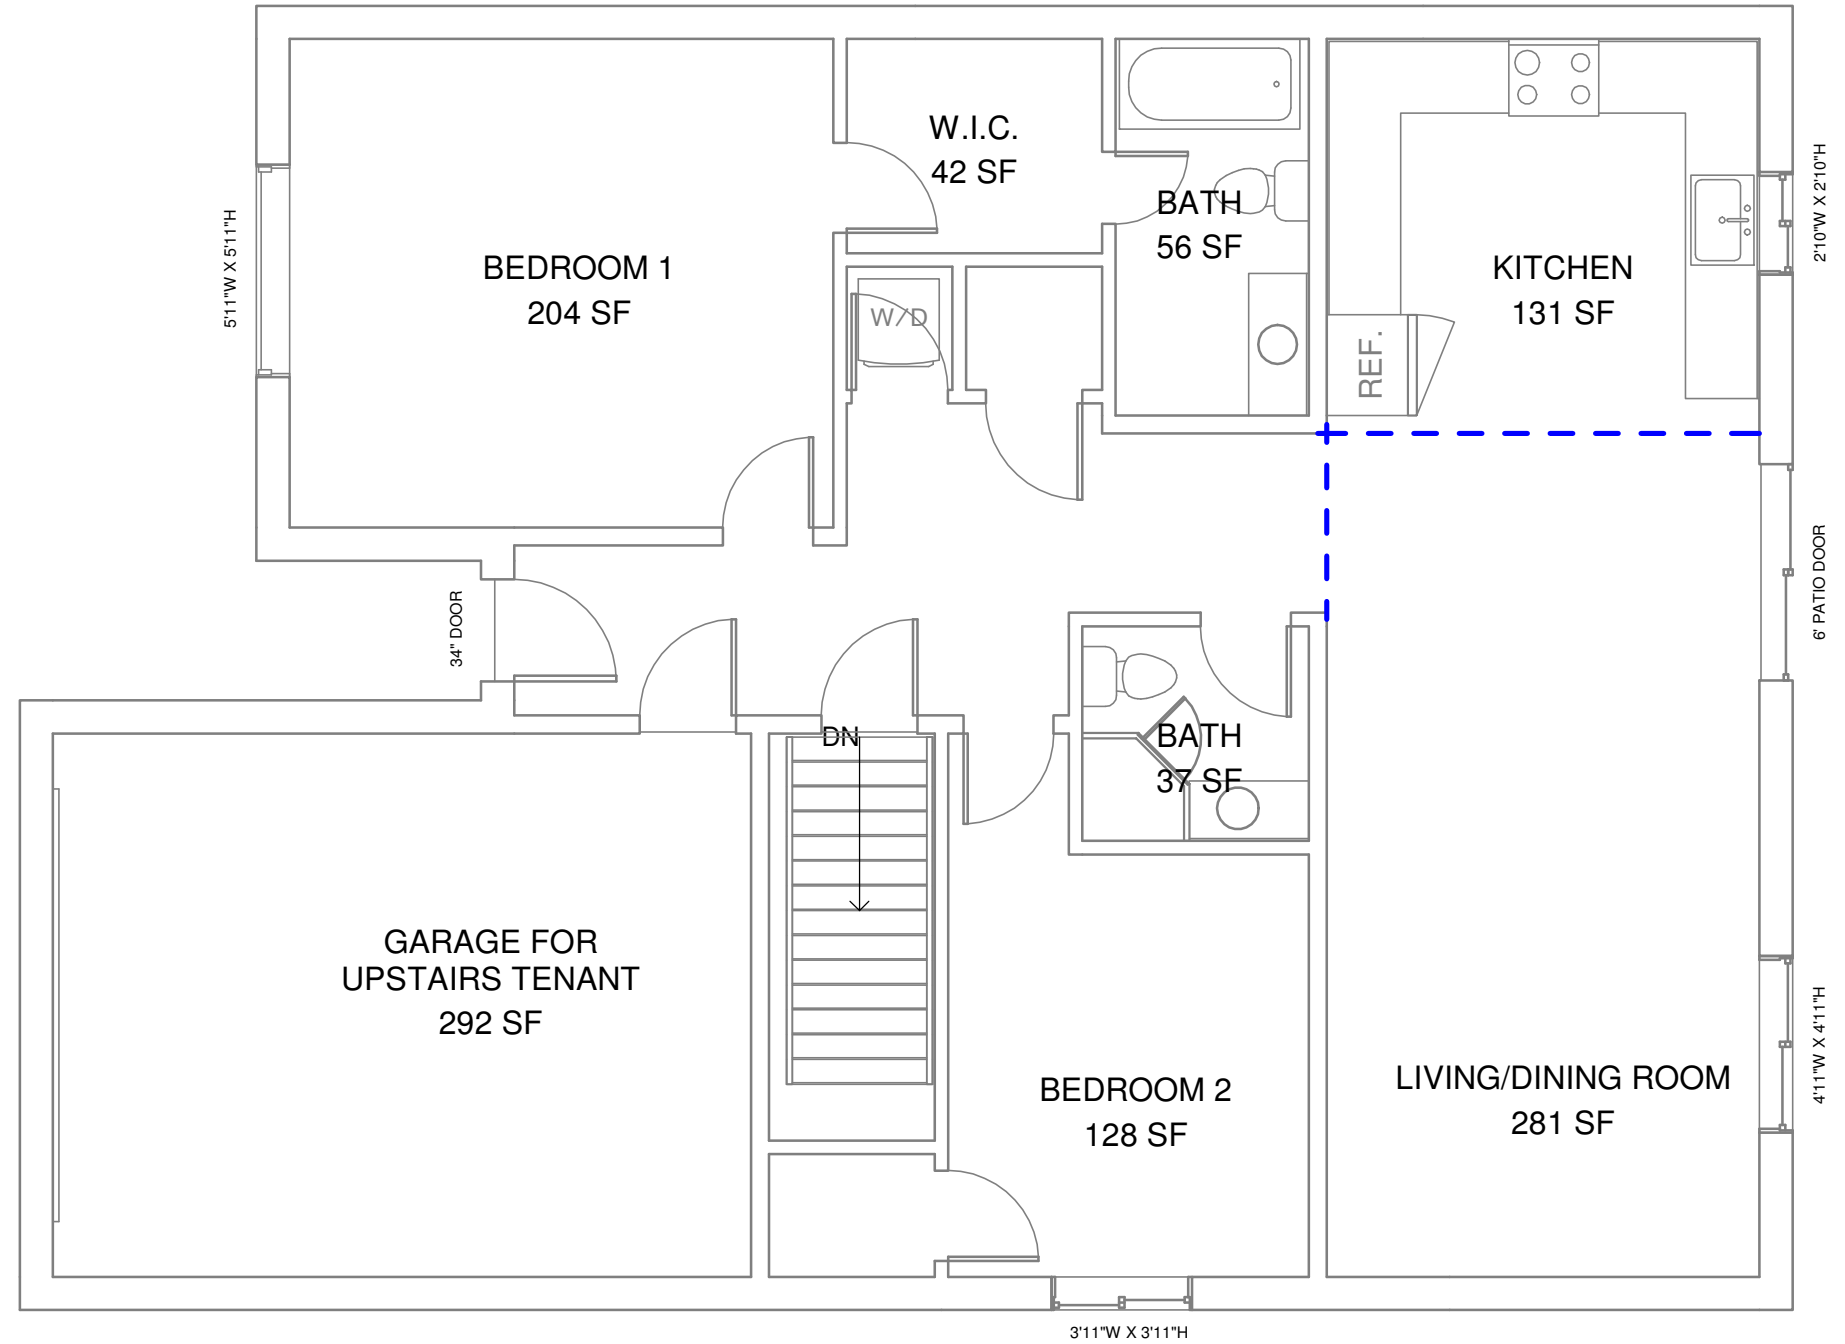 W.I.C.
42 SF
BATH
56 SF
2'10"W X 2'10"H
5'11"W X 5'11"H
BEDROOM 1
204 SF
KITCHEN
131 SF
W/D
REF.
34" DOOR
6' PATIO DOOR
DN
BATH
37 SF
GARAGE FOR
UPSTAIRS TENANT
292 SF
BEDROOM 2
128 SF
LIVING/DINING ROOM
281 SF
4'11"W X 4'11"H
3'11"W X 3'11"H